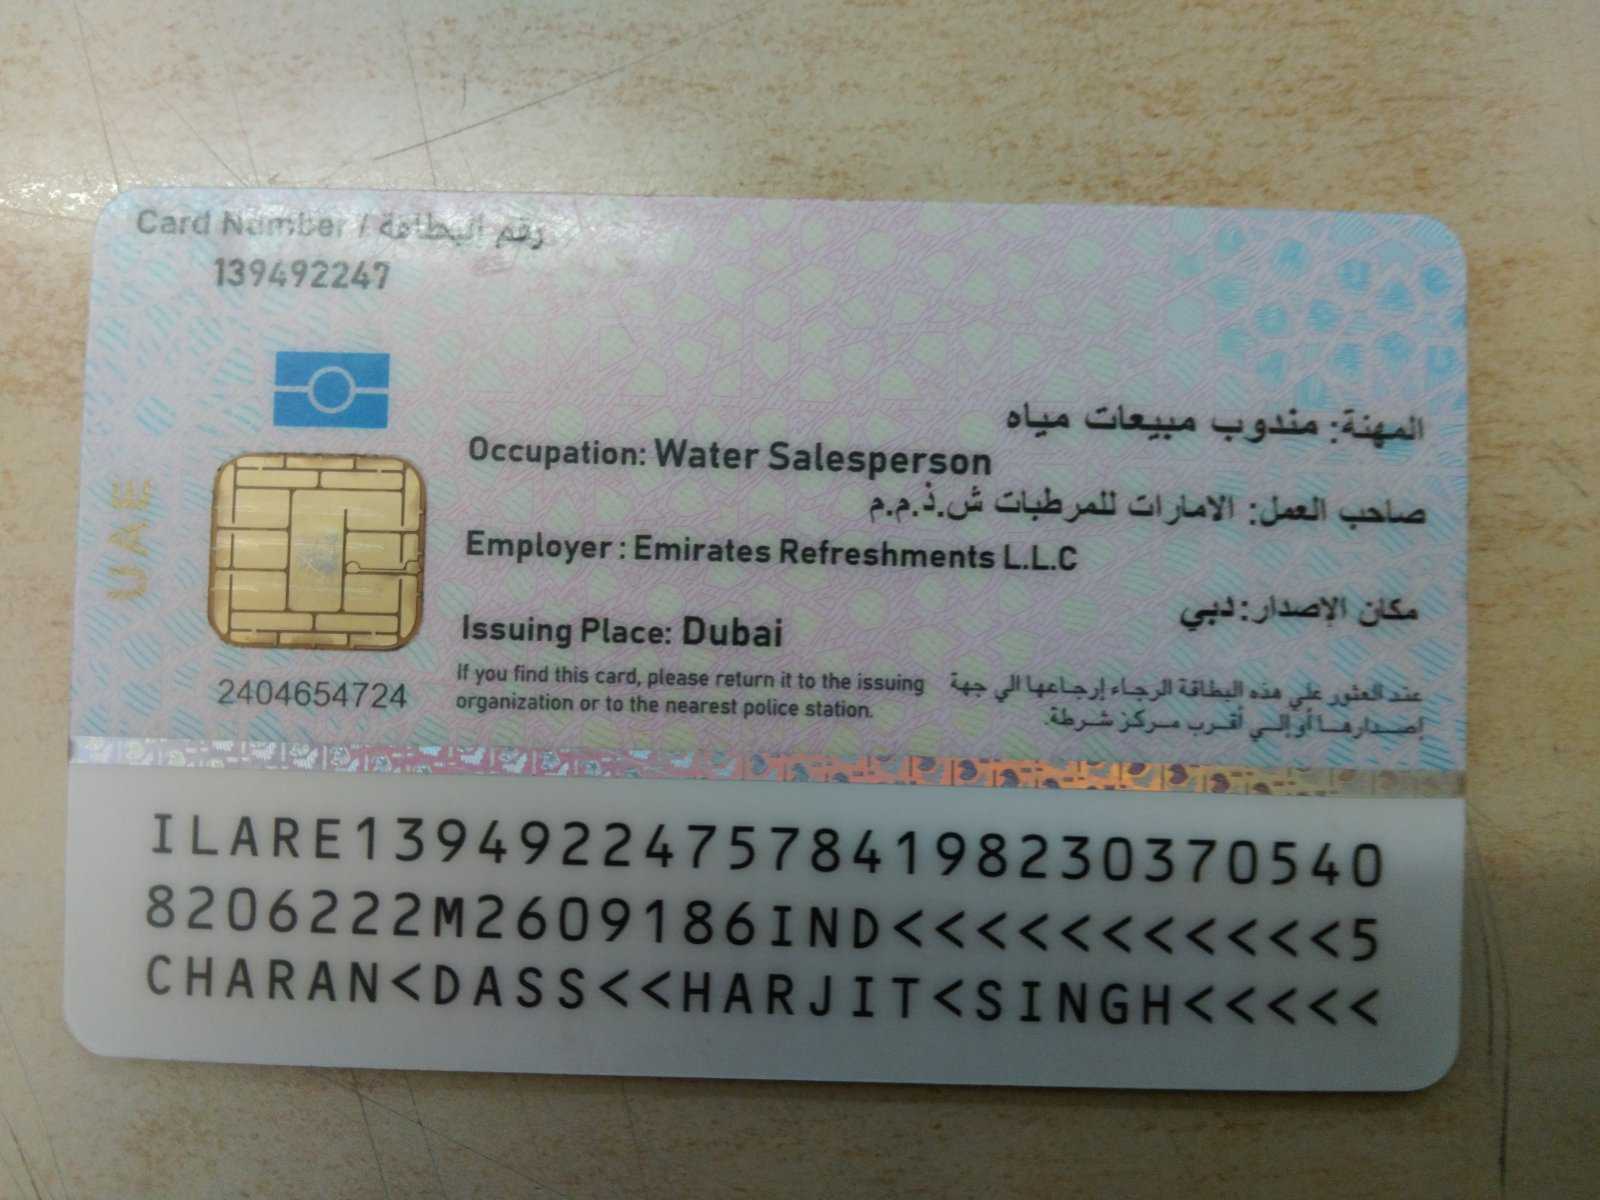 Card Number / رقم البطاقة
139492247
المهنة: مندوب مبيعات مياه
Occupation: Water Salesperson
صاحب العمل: الامارات للمرطبات ش.ذ.م.م
Employer : Emirates Refreshments L.L.C
مكان الإصدار: دبي
Issuing Place: Dubai
If you find this card, please return it to the issuing
organization or to the nearest police station.
عند العثور علي هذه البطاقة الرجاء إرجاعها الي جهة
إصدارها أو إلي أقرب مركز شرطة.
UAE
2404654724
ILARE1394922475784198230370540
8206222M2609186IND<<<<<<<<<<<5
CHARAN<DASS<<HARJIT<SINGH<<<<<